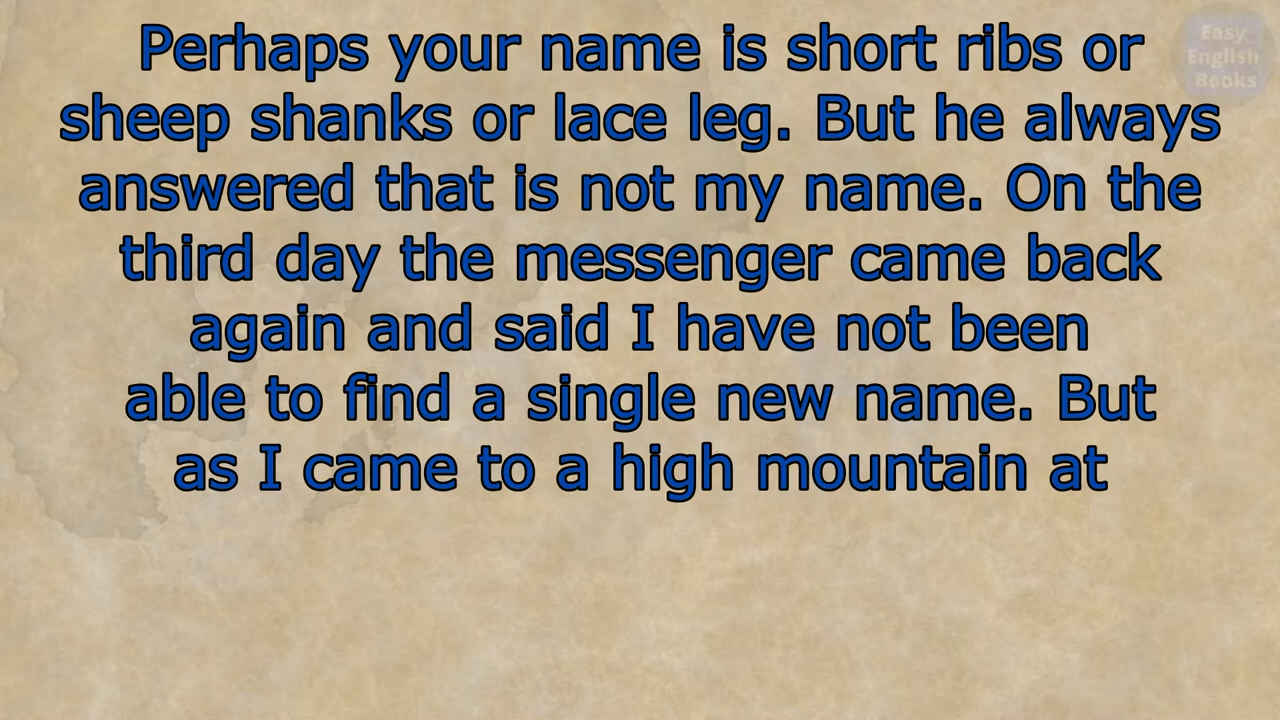 Easy
English
Books
Perhaps your name is short ribs or
sheep shanks or lace leg. But he always
answered that is not my name. On the
third day the messenger came back
again and said I have not been
able to find a single new name. But
as I came to a high mountain at